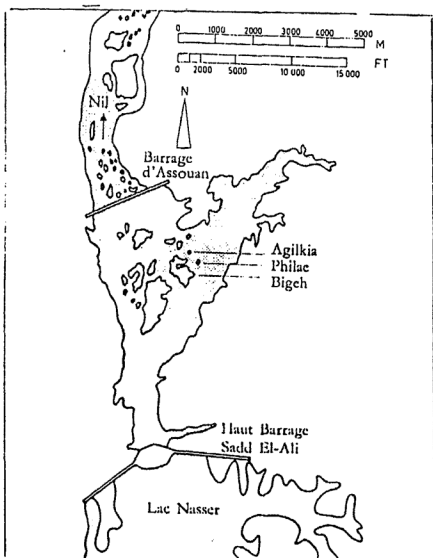 0 1000 2000 3000 4000 5000
M
FT
0 2000 5000 10 000 15 000
N
Nil
Barrage
d'Assouan
Agilkia
Philae
Bigeh
Haut Barrage
Sadd El-Ali
Lac Nasser